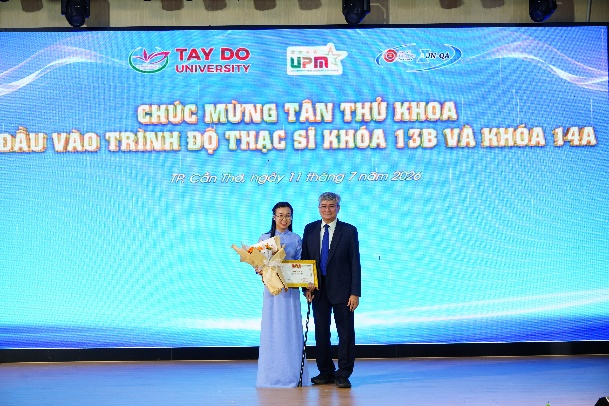 TAY DO
UNIVERSITY
UPM
CHÚC MỪNG TÂN THỦ KHOA
ĐẦU VÀO TRÌNH ĐỘ THẠC SĨ KHÓA 13B VÀ KHÓA 14A
TP. Cần Thơ, ngày 11 tháng 7 năm 2026